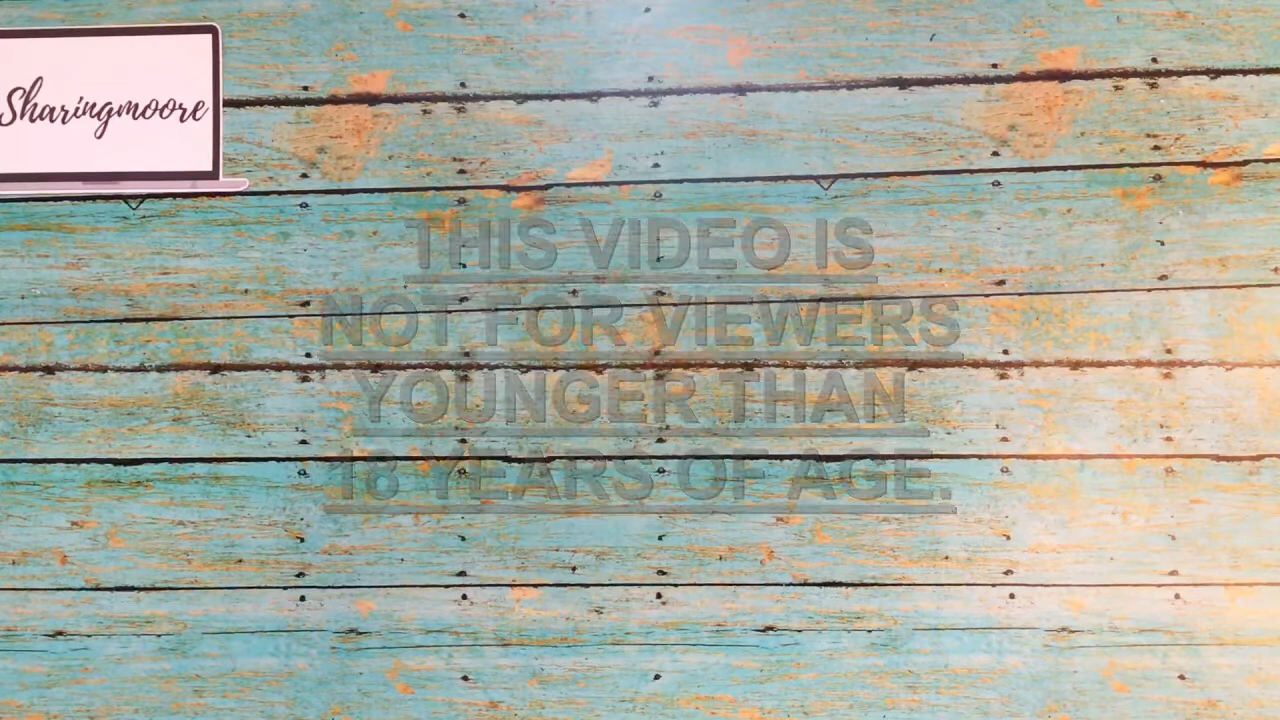 Sharingmoore
THIS VIDEO IS
NOT FOR VIEWERS
YOUNGER THAN
18 YEARS OF AGE.